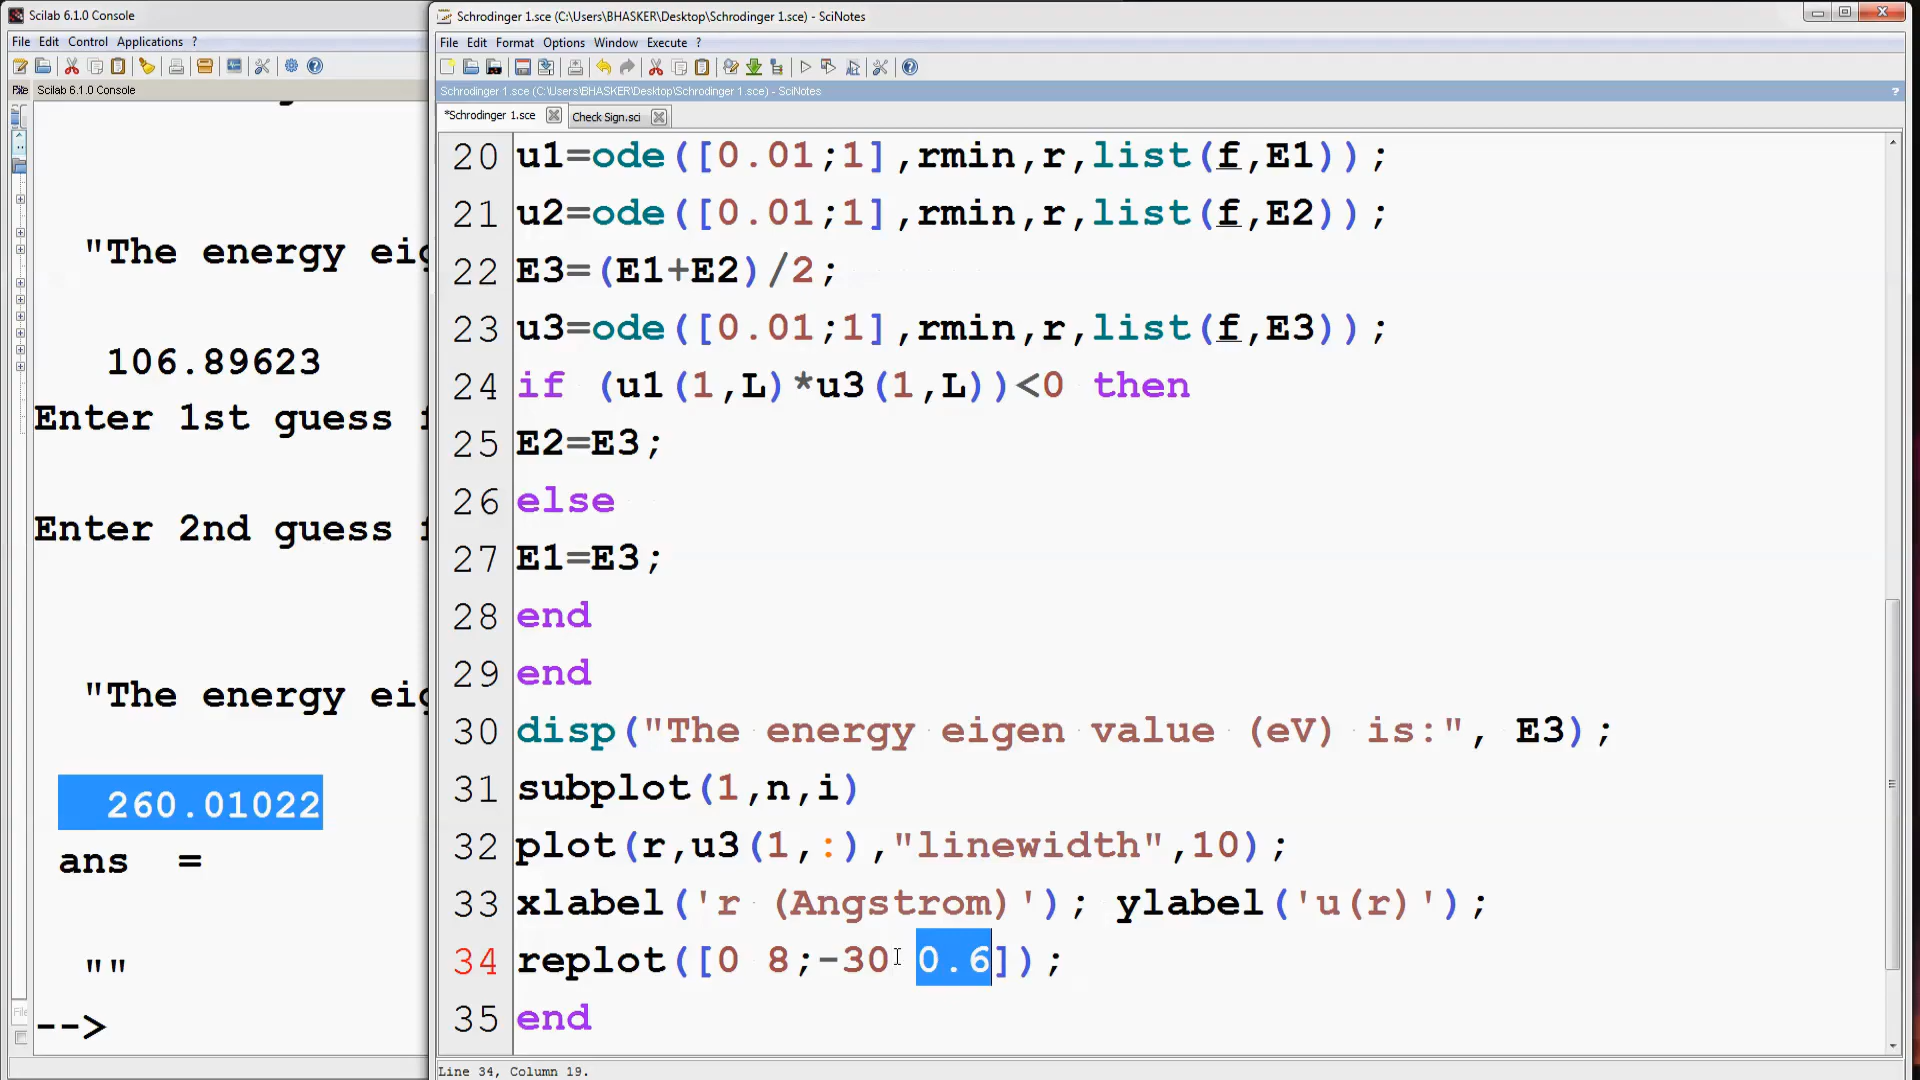 Scilab 6.1.0 Console
File Edit Control Applications ?
Scilab 6.1.0 Console
"The energy eig
106.89623
Enter 1st guess f
Enter 2nd guess f
"The energy eig
260.01022
ans  =
""
-->
Schrodinger 1.sce (C:\Users\BHASKER\Desktop\Schrodinger 1.sce) - SciNotes
File Edit Format Options Window Execute ?
Schrodinger 1.sce (C:\Users\BHASKER\Desktop\Schrodinger 1.sce) - SciNotes ?
*Schrodinger 1.sce Check Sign.sci
20 u1=ode([0.01;1],rmin,r,list(f,E1));
21 u2=ode([0.01;1],rmin,r,list(f,E2));
22 E3=(E1+E2)/2;
23 u3=ode([0.01;1],rmin,r,list(f,E3));
24 if (u1(1,L)*u3(1,L))<0 then
25 E2=E3;
26 else
27 E1=E3;
28 end
29 end
30 disp("The energy eigen value (eV) is:", E3);
31 subplot(1,n,i)
32 plot(r,u3(1,:),"linewidth",10);
33 xlabel('r (Angstrom)'); ylabel('u(r)');
34 replot([0 8;-30 0.6]);
35 end
Line 34, Column 19.